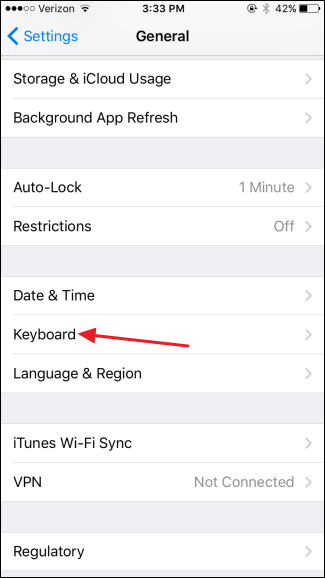 Verizon 3:33 PM 42%
Settings General
Storage & iCloud Usage
Background App Refresh
Auto-Lock 1 Minute
Restrictions Off
Date & Time
Keyboard
Language & Region
iTunes Wi-Fi Sync
VPN Not Connected
Regulatory